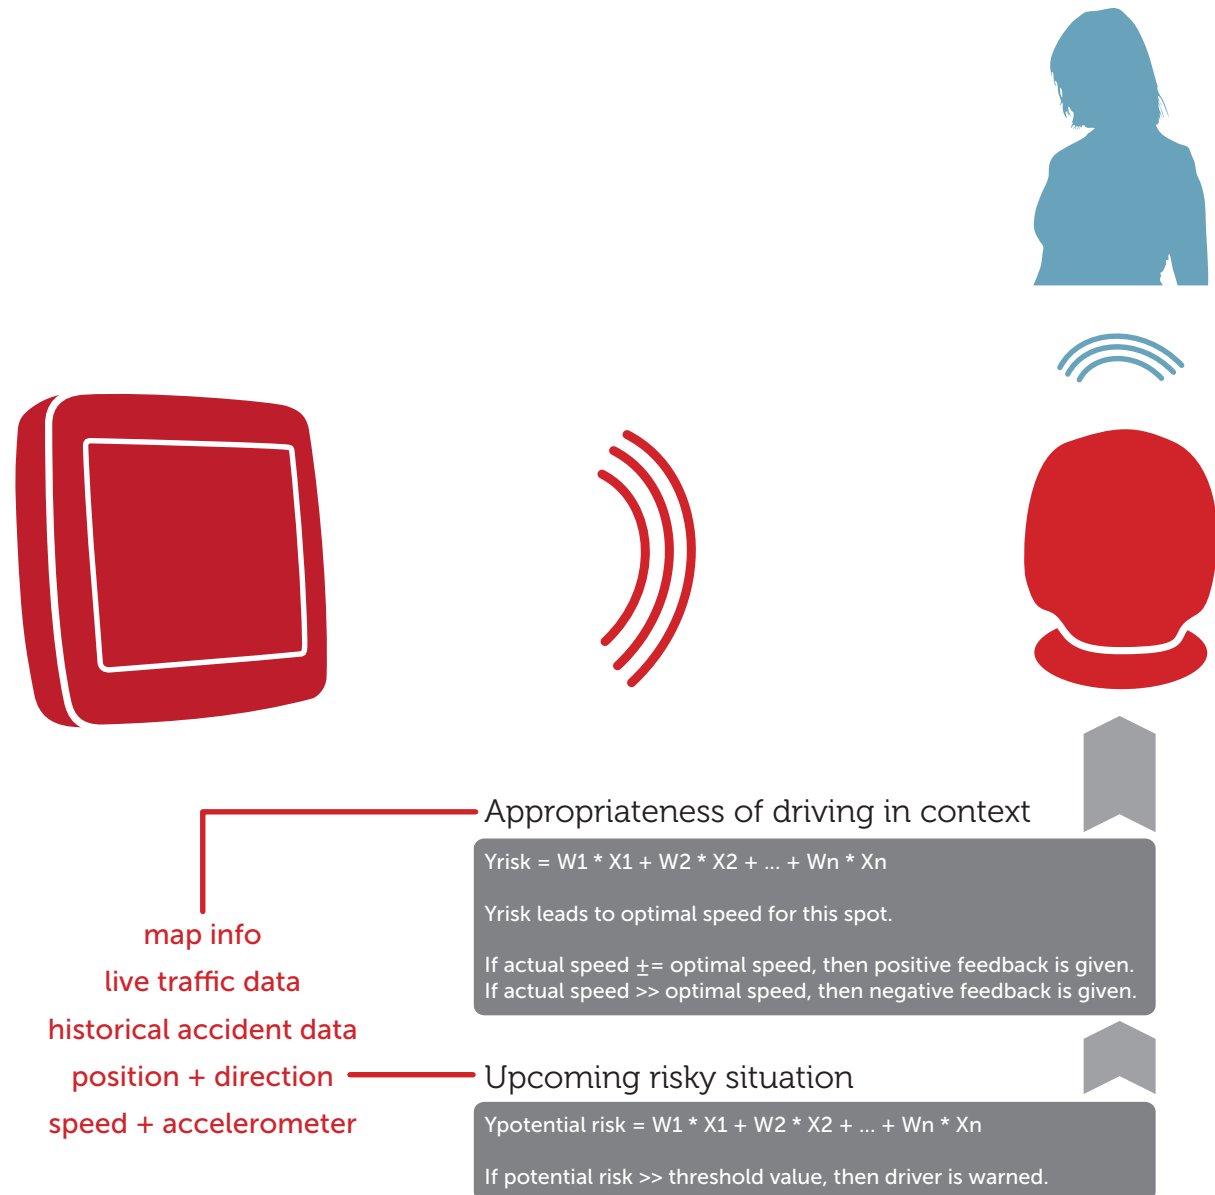 Appropriateness of driving in context
Yrisk = W1 * X1 + W2 * X2 + ... + Wn * Xn
Yrisk leads to optimal speed for this spot.
If actual speed ±= optimal speed, then positive feedback is given.
If actual speed >> optimal speed, then negative feedback is given.
map info
live traffic data
historical accident data
position + direction
speed + accelerometer
Upcoming risky situation
Ypotential risk = W1 * X1 + W2 * X2 + ... + Wn * Xn
If potential risk >> threshold value, then driver is warned.